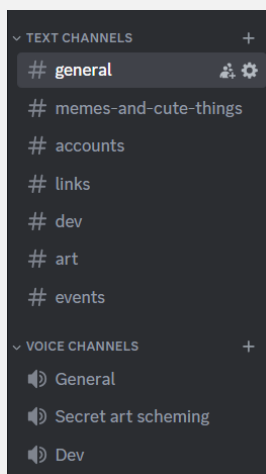 TEXT CHANNELS
general
memes-and-cute-things
accounts
links
dev
art
events
VOICE CHANNELS
General
Secret art scheming
Dev